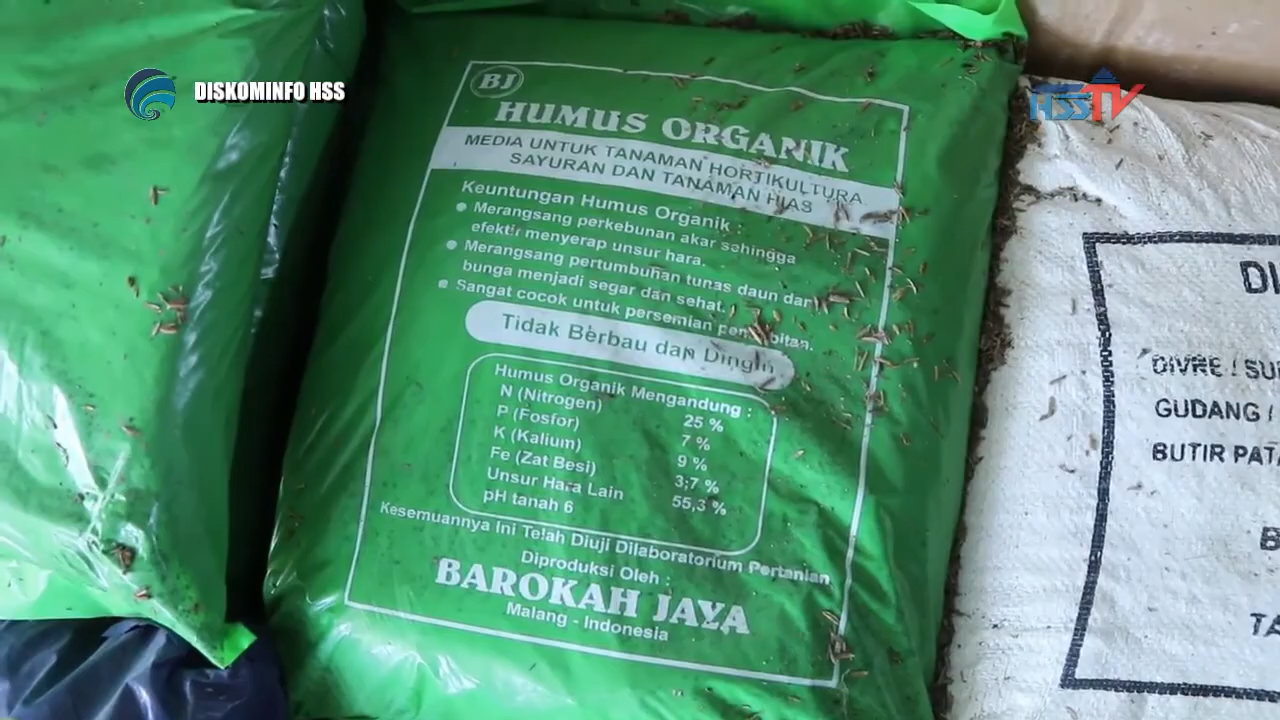 DISKOMINFO HSS
HSSTV
BJ
HUMUS ORGANIK
MEDIA UNTUK TANAMAN HORTIKULTURA
SAYURAN DAN TANAMAN HIAS
Keuntungan Humus Organik :
Merangsang perkebunan akar sehingga
efektif menyerap unsur hara.
Merangsang pertumbuhan tunas daun dan
bunga menjadi segar dan sehat.
Sangat cocok untuk persemian
Tidak Berbau dan Dingin
Humus Organik Mengandung :
N (Nitrogen) 25 %
P (Fosfor) 7 %
K (Kalium) 9 %
Fe (Zat Besi) 3;7 %
Unsur Hara Lain 55,3 %
pH tanah 6
Kesemuannya Ini Telah Diuji Dilaboratorium Pertanian
Diproduksi Oleh :
BAROKAH JAYA
Malang - Indonesia
DIVRE /
GUDANG /
BUTIR